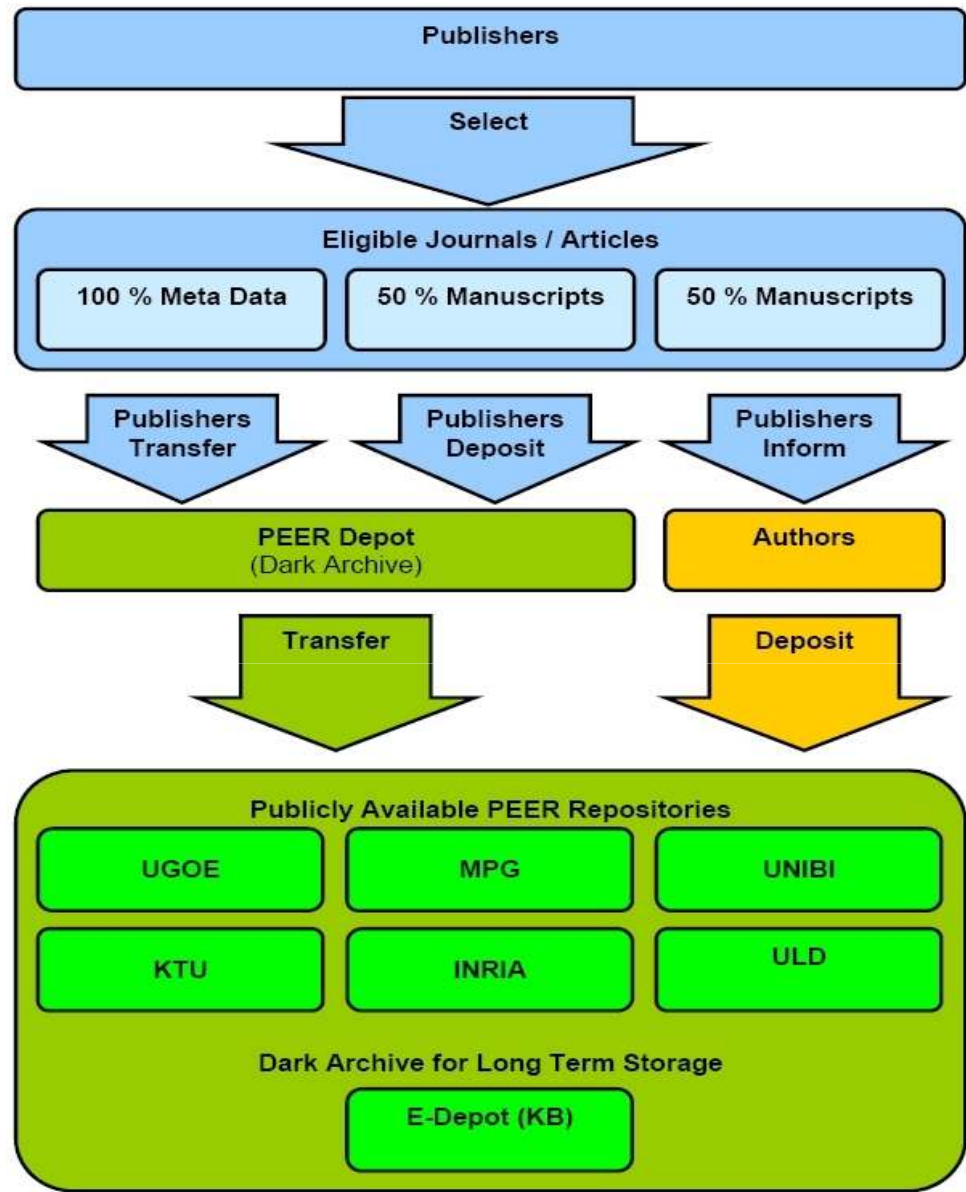 Publishers
Select
Eligible Journals / Articles
100 % Meta Data
50 % Manuscripts
50 % Manuscripts
Publishers
Transfer
Publishers
Deposit
Publishers
Inform
PEER Depot
(Dark Archive)
Authors
Transfer
Deposit
Publicly Available PEER Repositories
UGOE
MPG
UNIBI
KTU
INRIA
ULD
Dark Archive for Long Term Storage
E-Depot (KB)